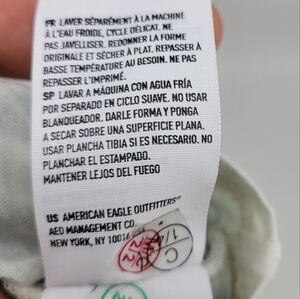 FR LAVER SÉPARÉMENT À LA MACHINE
À L'EAU FROIDE, CYCLE DÉLICAT. NE
PAS JAVELLISER. REDONNER LA FORME
ORIGINALE ET SÉCHER À PLAT. REPASSER À
BASSE TEMPÉRATURE AU BESOIN. NE PAS
REPASSER L'IMPRIMÉ.
SP LAVAR A MÁQUINA CON AGUA FRÍA
POR SEPARADO EN CICLO SUAVE. NO USAR
BLANQUEADOR. DARLE FORMA Y PONGA
A SECAR SOBRE UNA SUPERFICIE PLANA.
USAR PLANCHA TIBIA SI ES NECESARIO. NO
PLANCHAR EL ESTAMPADO.
MANTENER LEJOS DEL FUEGO
US AMERICAN EAGLE OUTFITTERS®
AEO MANAGEMENT CO.
NEW YORK, NY 10016 USA